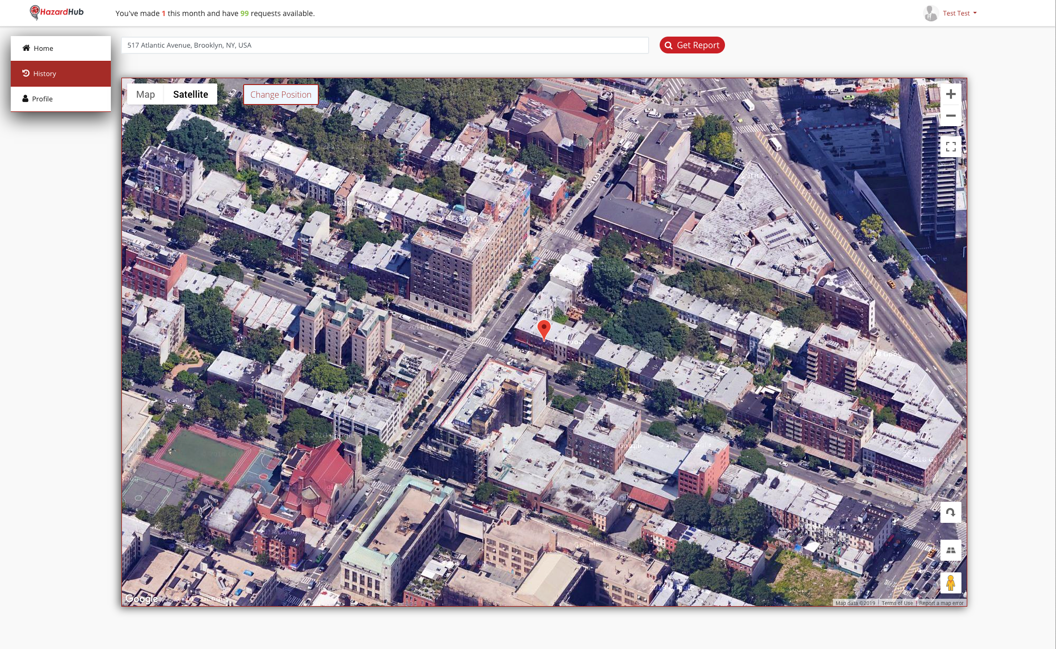 HazardHub
You've made 1 this month and have 99 requests available.
Test Test
Home
History
Profile
517 Atlantic Avenue, Brooklyn, NY, USA
Get Report
Map
Satellite
Change Position
Google
Map data ©2019
Terms of Use
Report a map error